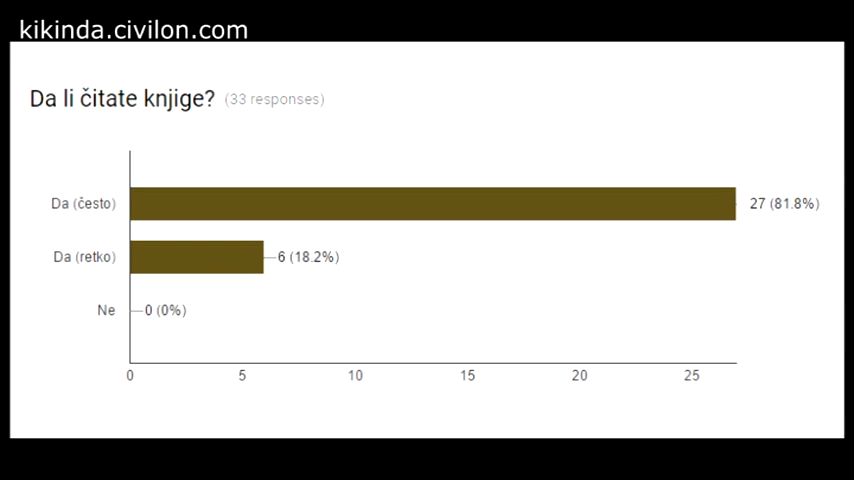 kikinda.civilon.com
Da li čitate knjige? (33 responses)
Da (često) 27 (81.8%)
Da (retko) 6 (18.2%)
Ne 0 (0%)
0 5 10 15 20 25